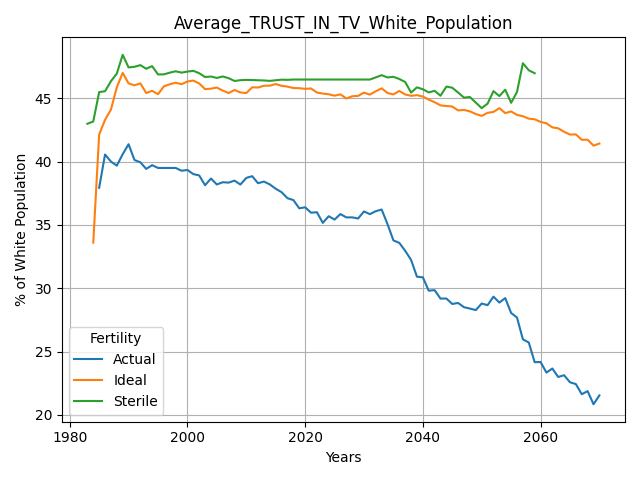 Average_TRUST_IN_TV_White_Population
% of White Population
45
40
35
30
25
20
Fertility
Actual
Ideal
Sterile
1980
2000
2020
2040
2060
Years